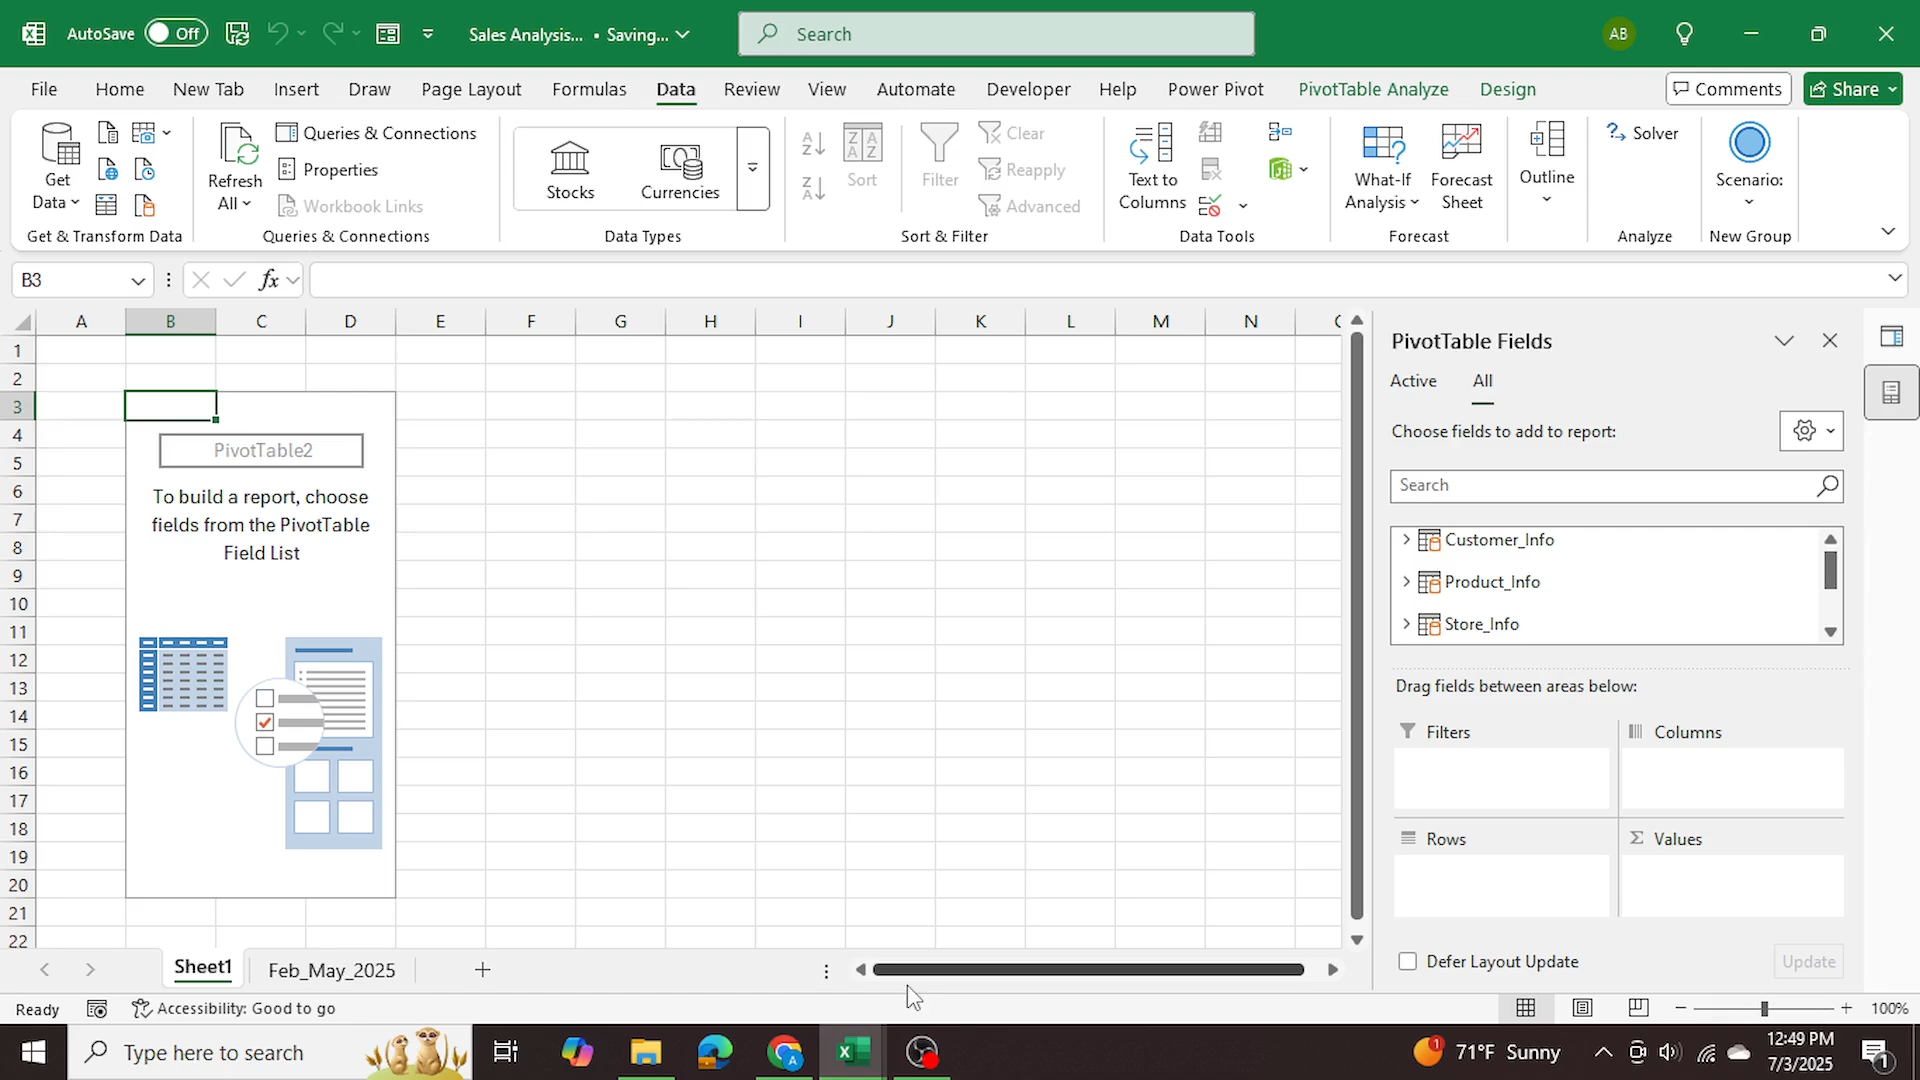 AutoSave Off Sales Analysis... • Saving... Search AB
File Home New Tab Insert Draw Page Layout Formulas Data Review View Automate Developer Help Power Pivot PivotTable Analyze Design Comments Share
Get Data
Get & Transform Data
Refresh All
Queries & Connections
Properties
Workbook Links
Queries & Connections
Stocks
Currencies
Data Types
Sort
Filter
Clear
Reapply
Advanced
Sort & Filter
Text to Columns
Data Tools
What-If Analysis
Forecast Sheet
Forecast
Outline
Solver
Analyze
Scenario:
New Group
B3
fx
A B C D E F G H I J K L M N
1
2
3
4
5
6
7
8
9
10
11
12
13
14
15
16
17
18
19
20
21
22
PivotTable2
To build a report, choose
fields from the PivotTable
Field List
PivotTable Fields
Active All
Choose fields to add to report:
Search
Customer_Info
Product_Info
Store_Info
Drag fields between areas below:
Filters
Columns
Rows
Values
Defer Layout Update
Update
Sheet1 Feb_May_2025
Ready Accessibility: Good to go 100%
Type here to search
71°F Sunny
12:49 PM
7/3/2025